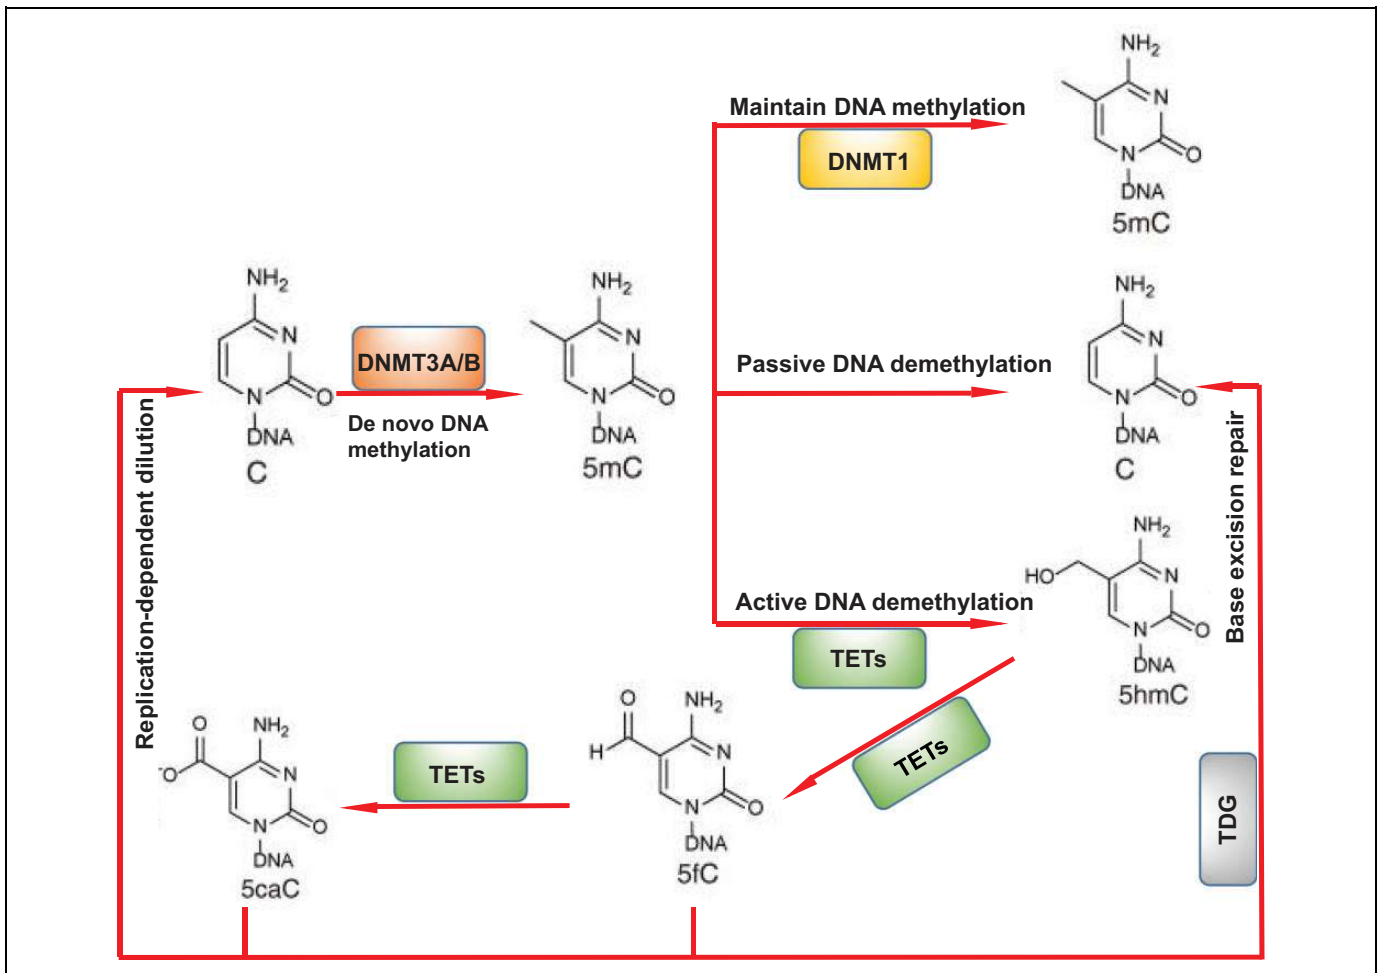 NH2
N
N
O
DNA
5mC
Maintain DNA methylation
DNMT1
NH2
N
N
O
DNA
C
DNMT3A/B
De novo DNA
methylation
NH2
N
N
O
DNA
5mC
Passive DNA demethylation
NH2
N
N
O
DNA
C
Replication-dependent dilution
Base excision repair
Active DNA demethylation
TETs
HO
NH2
N
N
O
DNA
5hmC
TETs
O
H
NH2
N
N
O
DNA
5fC
TETs
O
-O
NH2
N
N
O
DNA
5caC
TDG